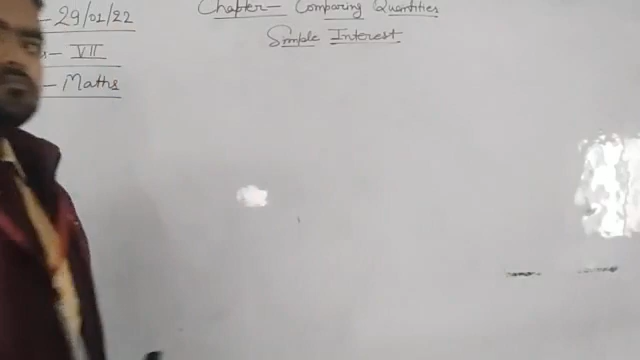 - 29/01/22
- VII
- Maths
Chapter- Comparing Quantities
Simple Interest